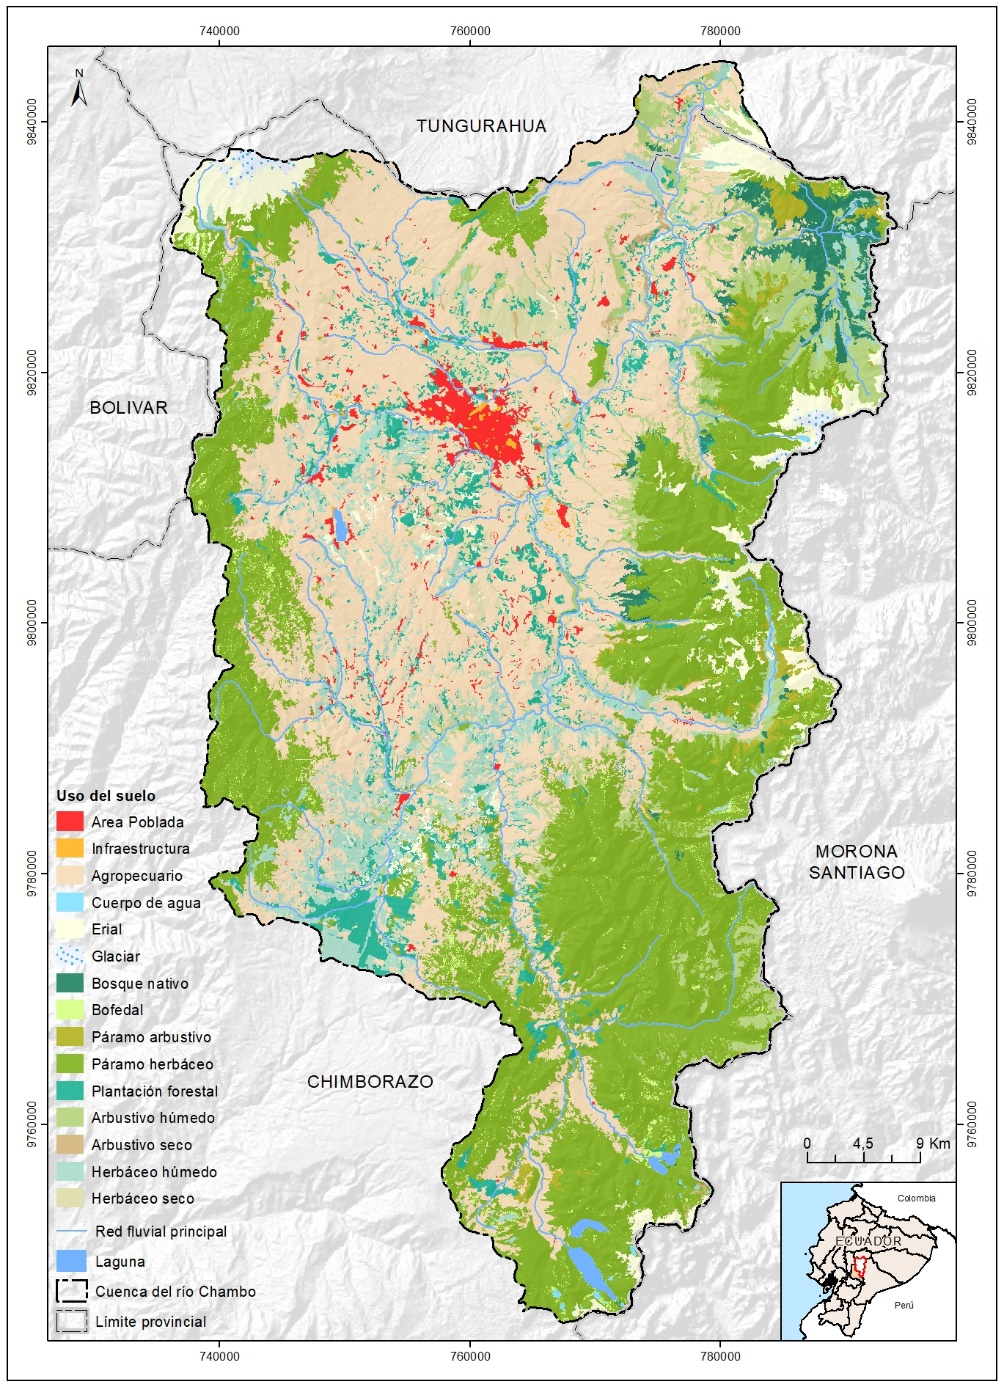 740000
760000
780000
N
9840000
9840000
TUNGURAHUA
9820000
9820000
BOLIVAR
9800000
9800000
Uso del suelo
Area Poblada
Infraestructura
Agropecuario
Cuerpo de agua
Erial
Glaciar
Bosque nativo
Bofedal
Páramo arbustivo
Páramo herbáceo
Plantación forestal
Arbustivo húmedo
Arbustivo seco
Herbáceo húmedo
Herbáceo seco
Red fluvial principal
Laguna
Cuenca del río Chambo
Límite provincial
9780000
9780000
MORONA
SANTIAGO
CHIMBORAZO
9760000
9760000
0 4,5 9 Km
Colombia
ECUADOR
Perú
740000
760000
780000